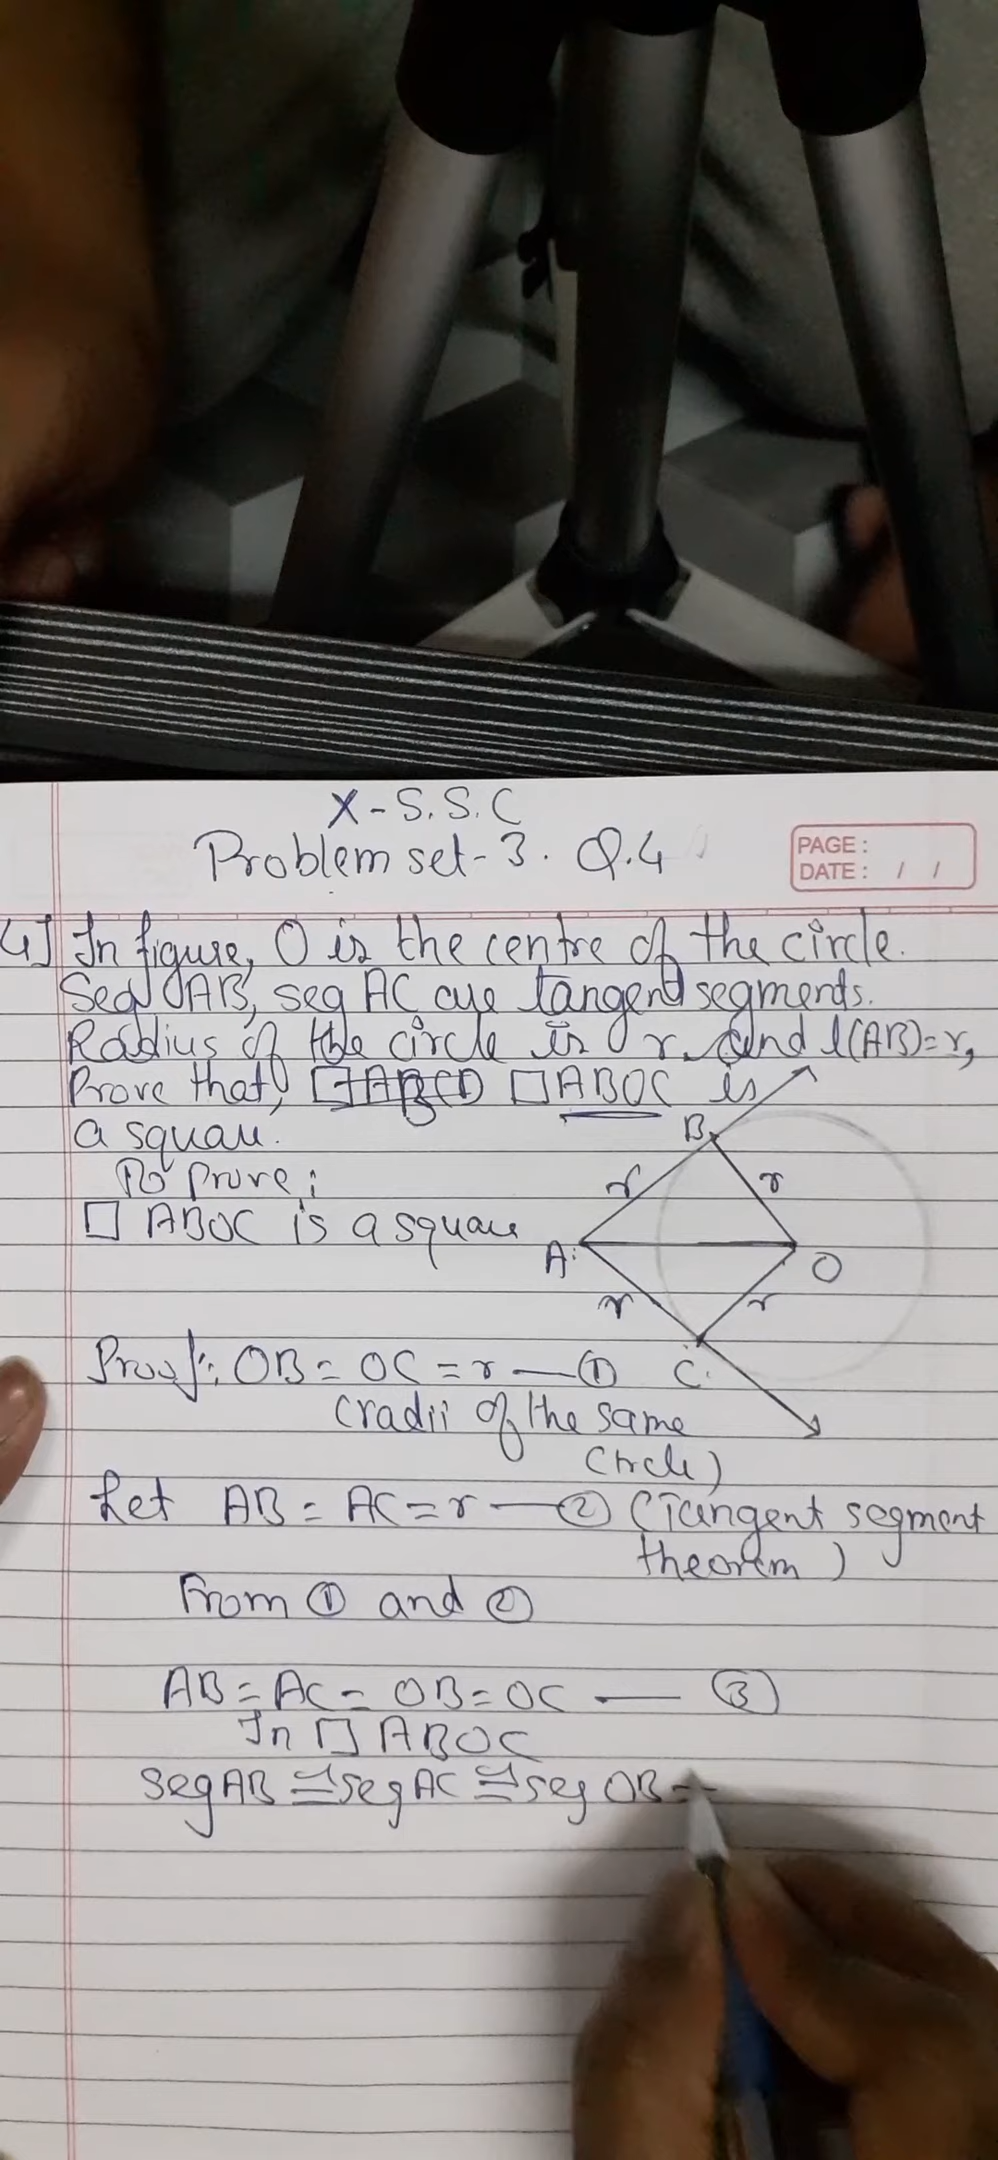 X - S.S.C
Problem set - 3. Q.4
PAGE :
DATE : / /
4] In figure, O is the centre of the circle.
Seg AB, seg AC are tangent segments.
Radius of the circle is r and l(AB)=r,
Prove that, □ABCD □ABOC is
a square.
To prove:
□ ABOC is a square
B
r r
A
O
r r
C
Proof: OB = OC = r — ①
(radii of the same
circle)
Let AB = AC = r — ② (Tangent segment
theorem)
From ① and ②
AB = AC = OB = OC — ③
In □ ABOC
seg AB ≅ seg AC ≅ seg OB